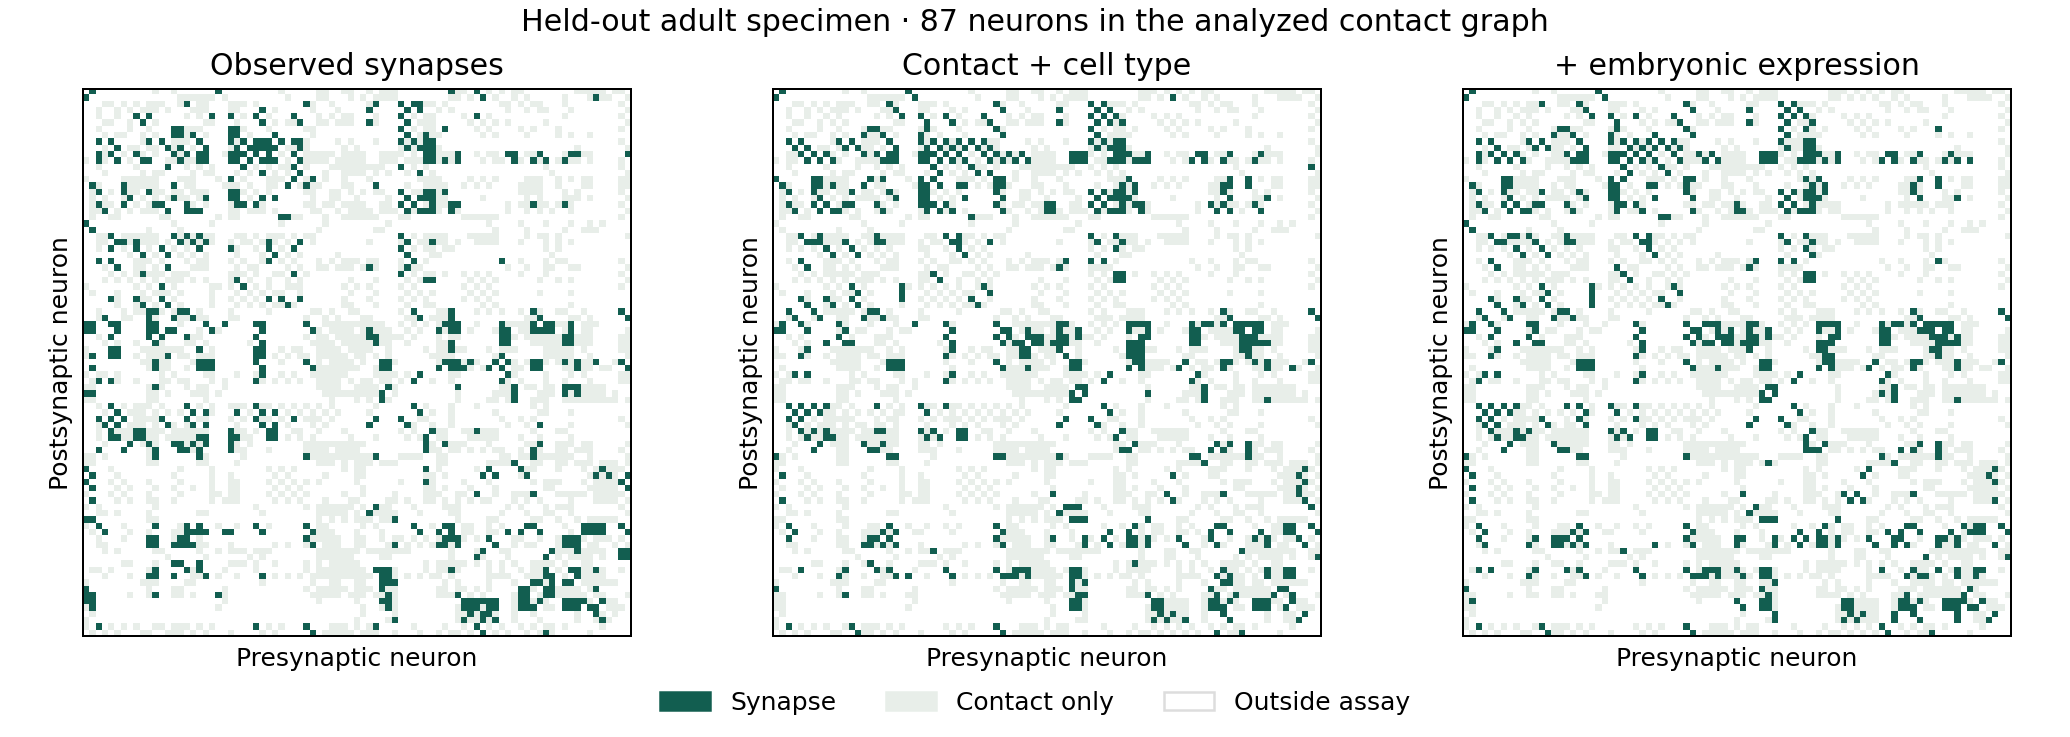 Held-out adult specimen · 87 neurons in the analyzed contact graph
Observed synapses
Contact + cell type
+ embryonic expression
Postsynaptic neuron
Postsynaptic neuron
Postsynaptic neuron
Presynaptic neuron
Presynaptic neuron
Presynaptic neuron
Synapse
Contact only
Outside assay